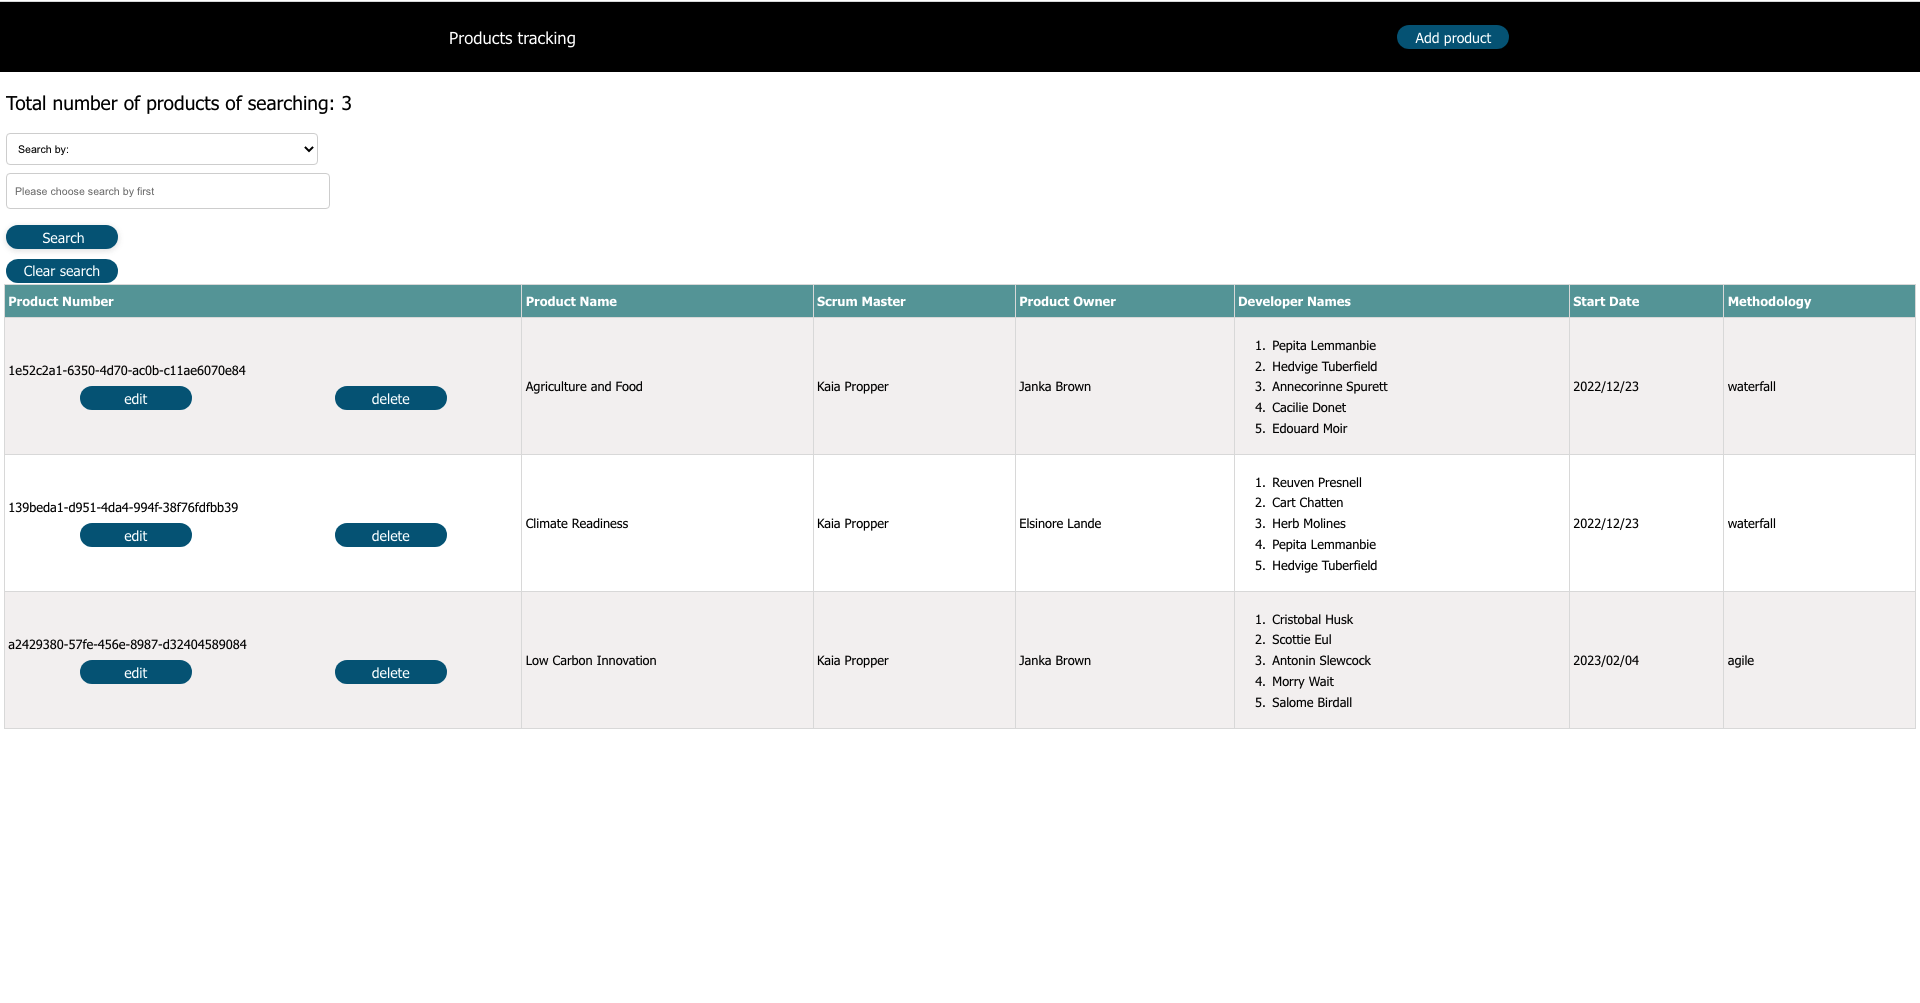 Products tracking
Add product
Total number of products of searching: 3
Search by:
Please choose search by first
Search
Clear search
Product Number Product Name Scrum Master Product Owner Developer Names Start Date Methodology
1e52c2a1-6350-4d70-ac0b-c11ae6070e84
edit delete
Agriculture and Food
Kaia Propper
Janka Brown
1. Pepita Lemmanbie
2. Hedvige Tuberfield
3. Annecorinne Spurett
4. Cacilie Donet
5. Edouard Moir
2022/12/23
waterfall
139beda1-d951-4da4-994f-38f76fdfbb39
edit delete
Climate Readiness
Kaia Propper
Elsinore Lande
1. Reuven Presnell
2. Cart Chatten
3. Herb Molines
4. Pepita Lemmanbie
5. Hedvige Tuberfield
2022/12/23
waterfall
a2429380-57fe-456e-8987-d32404589084
edit delete
Low Carbon Innovation
Kaia Propper
Janka Brown
1. Cristobal Husk
2. Scottie Eul
3. Antonin Slewcock
4. Morry Wait
5. Salome Birdall
2023/02/04
agile